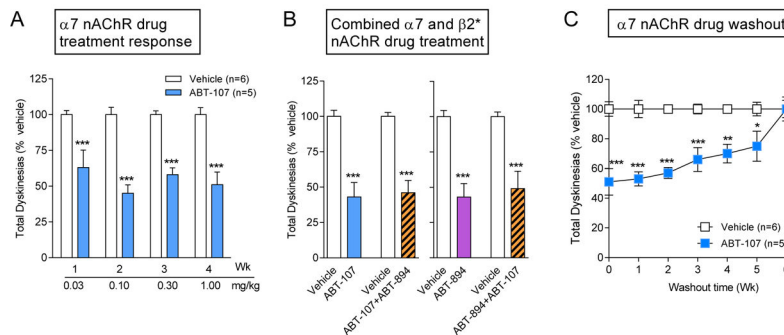 A
α7 nAChR drug
treatment response
Vehicle (n=6)
ABT-107 (n=5)
Total Dyskinesias (% vehicle)
125
100
75
50
25
0
***
***
***
***
1 2 3 4 Wk
0.03 0.10 0.30 1.00 mg/kg
B
Combined α7 and β2*
nAChR drug treatment
Total Dyskinesias (% vehicle)
125
100
75
50
25
0
***
***
***
***
Vehicle
ABT-107
Vehicle
ABT-107+ABT-894
Vehicle
ABT-894
Vehicle
ABT-894+ABT-107
C
α7 nAChR drug washout
Total Dyskinesias (% vehicle)
120
100
80
60
40
20
0
*** *** *** *** ** *
Vehicle (n=6)
ABT-107 (n=5
0 1 2 3 4 5
Washout time (Wk)